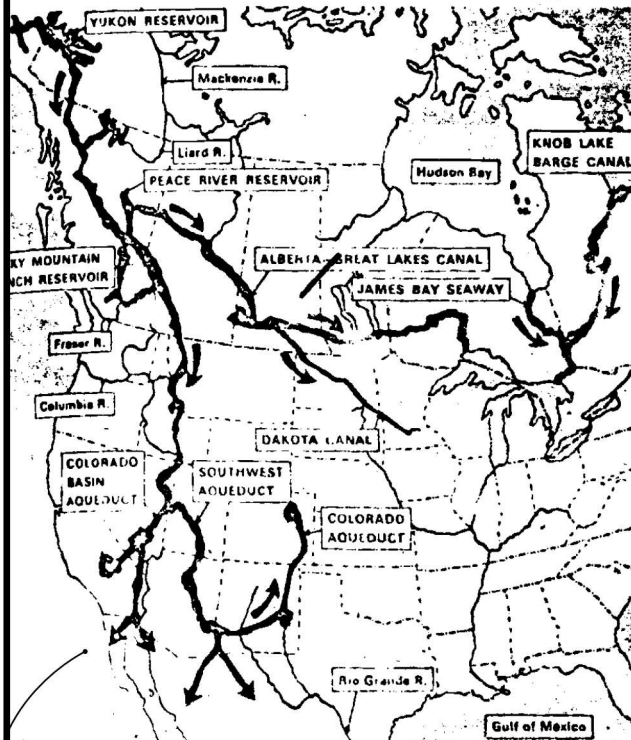 YUKON RESERVOIR
Mackenzie R.
Liard R.
PEACE RIVER RESERVOIR
Hudson Bay
KNOB LAKE
BARGE CANAL
KY MOUNTAIN
NCH RESERVOIR
ALBERTA-GREAT LAKES CANAL
JAMES BAY SEAWAY
Fraser R.
Columbia R.
DAKOTA CANAL
COLORADO
BASIN
AQUEDUCT
SOUTHWEST
AQUEDUCT
COLORADO
AQUEDUCT
Rio Grande R.
Gulf of Mexico